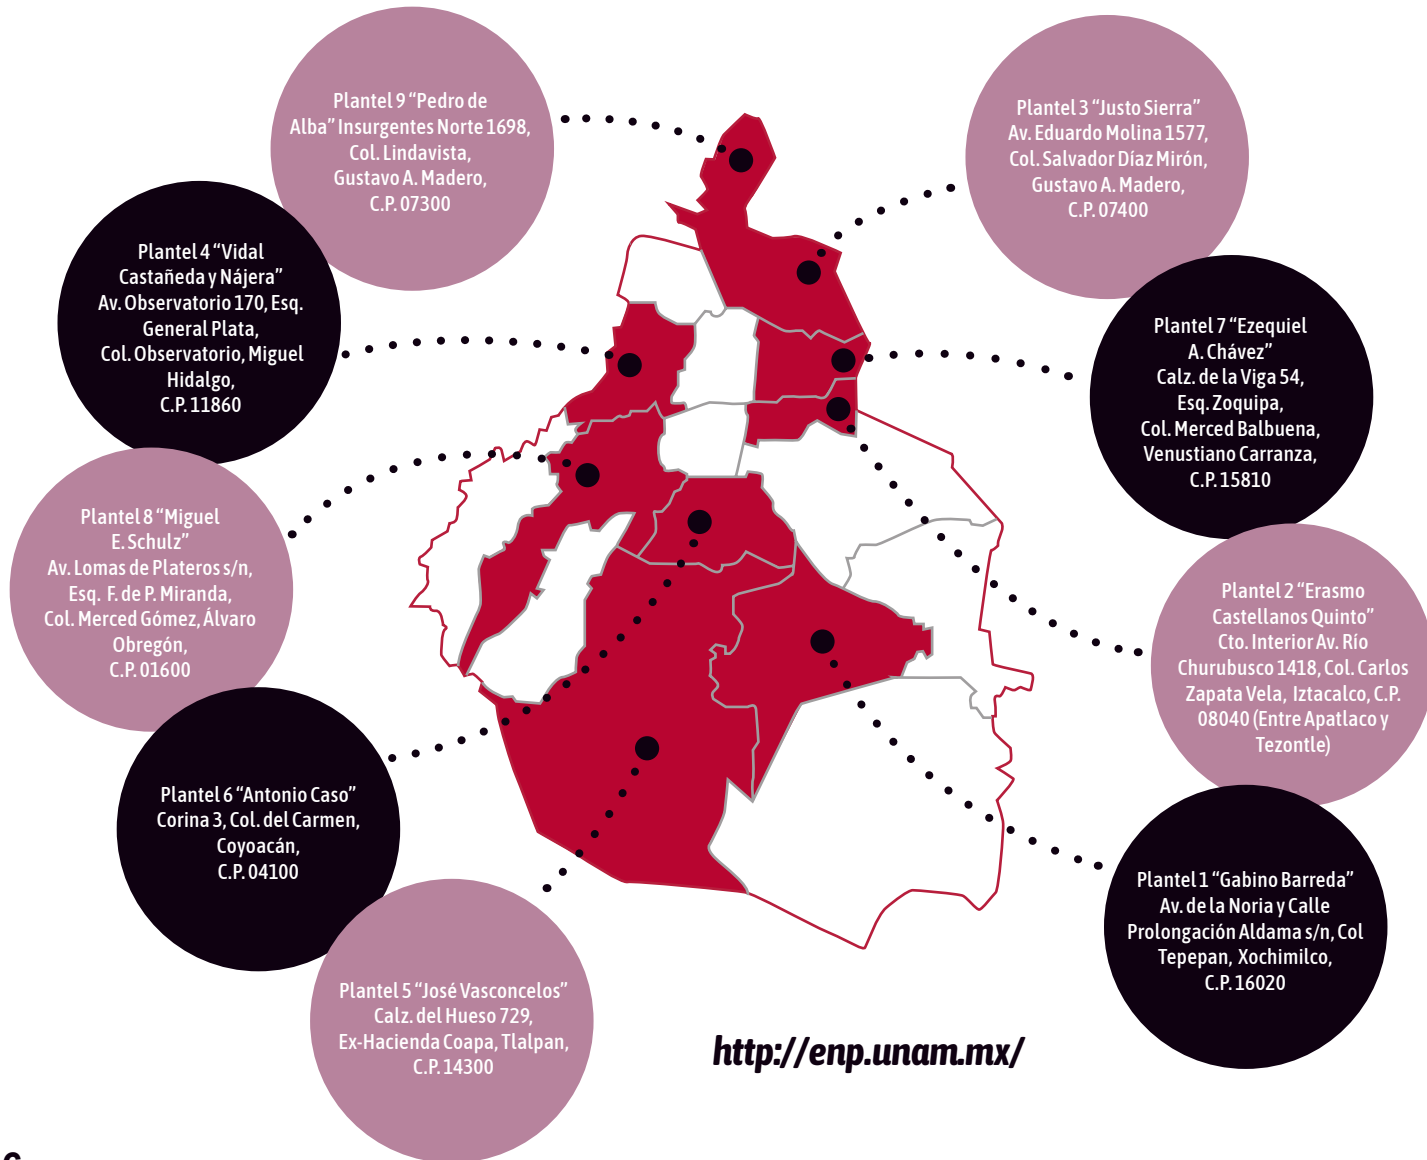 Plantel 9 “Pedro de
Alba” Insurgentes Norte 1698,
Col. Lindavista,
Gustavo A. Madero,
C.P. 07300
Plantel 3 “Justo Sierra”
Av. Eduardo Molina 1577,
Col. Salvador Díaz Mirón,
Gustavo A. Madero,
C.P. 07400
Plantel 4 “Vidal
Castañeda y Nájera”
Av. Observatorio 170, Esq.
General Plata,
Col. Observatorio, Miguel
Hidalgo,
C.P. 11860
Plantel 7 “Ezequiel
A. Chávez”
Calz. de la Viga 54,
Esq. Zoquipa,
Col. Merced Balbuena,
Venustiano Carranza,
C.P. 15810
Plantel 8 “Miguel
E. Schulz”
Av. Lomas de Plateros s/n,
Esq. F. de P. Miranda,
Col. Merced Gómez, Álvaro
Obregón,
C.P. 01600
Plantel 2 “Erasmo
Castellanos Quinto”
Cto. Interior Av. Río
Churubusco 1418, Col. Carlos
Zapata Vela, Iztacalco, C.P.
08040 (Entre Apatlaco y
Tezontle)
Plantel 6 “Antonio Caso”
Corina 3, Col. del Carmen,
Coyoacán,
C.P. 04100
Plantel 1 “Gabino Barreda”
Av. de la Noria y Calle
Prolongación Aldama s/n, Col
Tepepan, Xochimilco,
C.P. 16020
Plantel 5 “José Vasconcelos”
Calz. del Hueso 729,
Ex-Hacienda Coapa, Tlalpan,
C.P. 14300
http://enp.unam.mx/